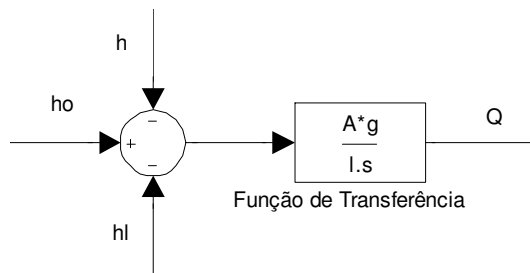 h
ho
−
+
−
hl
A*g
l.s
Q
Função de Transferência